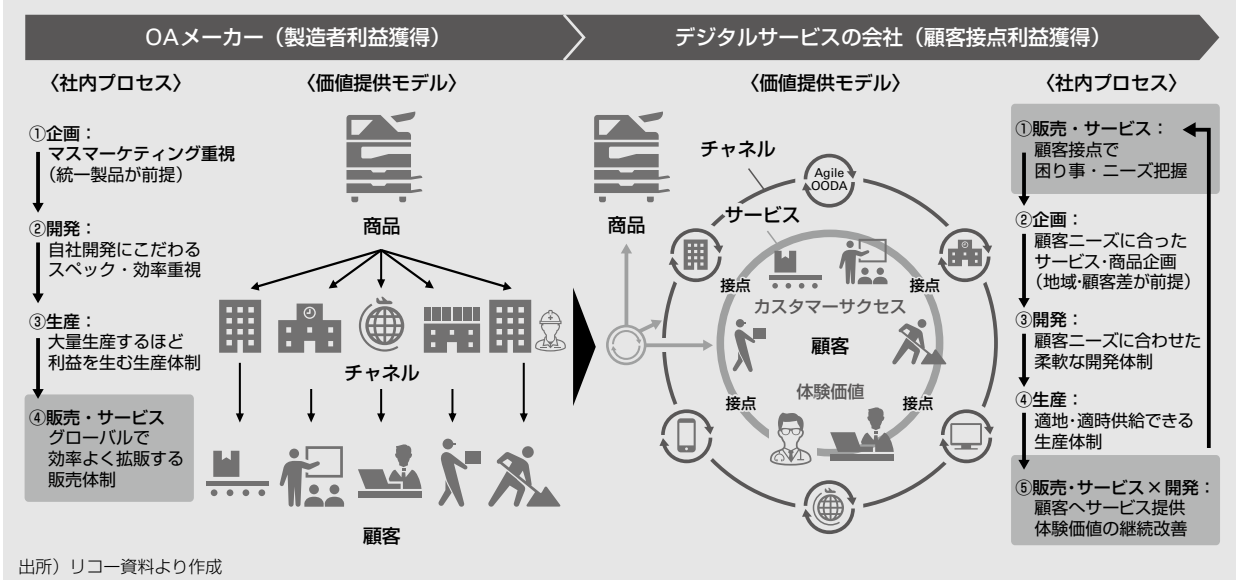 OAメーカー（製造者利益獲得）
デジタルサービスの会社（顧客接点利益獲得）
〈社内プロセス〉
①企画：
マスマーケティング重視
（統一製品が前提）
②開発：
自社開発にこだわる
スペック・効率重視
③生産：
大量生産するほど
利益を生む生産体制
④販売・サービス
グローバルで
効率よく拡販する
販売体制
〈価値提供モデル〉
商品
チャネル
顧客
〈価値提供モデル〉
商品
チャネル
サービス
Agile
OODA
接点
接点
カスタマーサクセス
顧客
体験価値
接点
接点
〈社内プロセス〉
①販売・サービス：
顧客接点で
困り事・ニーズ把握
②企画：
顧客ニーズに合った
サービス・商品企画
（地域・顧客差が前提）
③開発：
顧客ニーズに合わせた
柔軟な開発体制
④生産：
適地・適時供給できる
生産体制
⑤販売・サービス×開発：
顧客へサービス提供
体験価値の継続改善
出所）リコー資料より作成